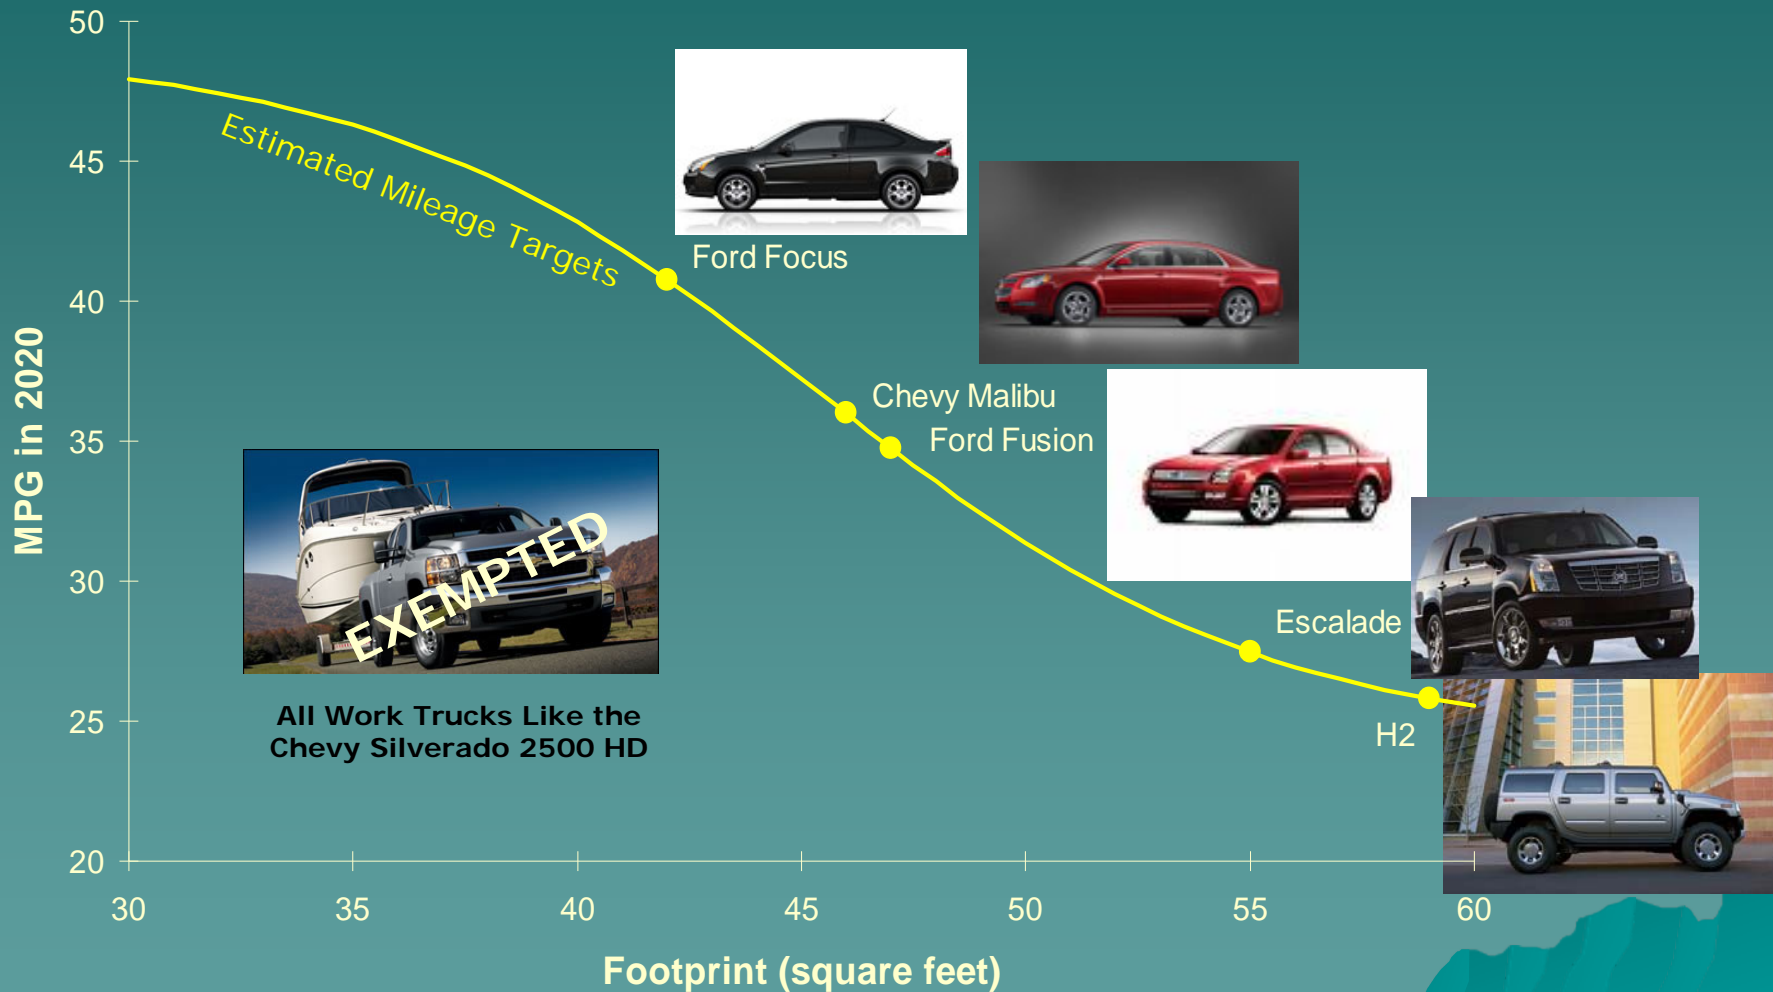 50
45
40
35
30
25
20
MPG in 2020
Estimated Mileage Targets
Ford Focus
Chevy Malibu
Ford Fusion
Escalade
H2
EXEMPTED
All Work Trucks Like the
Chevy Silverado 2500 HD
30 35 40 45 50 55 60
Footprint (square feet)